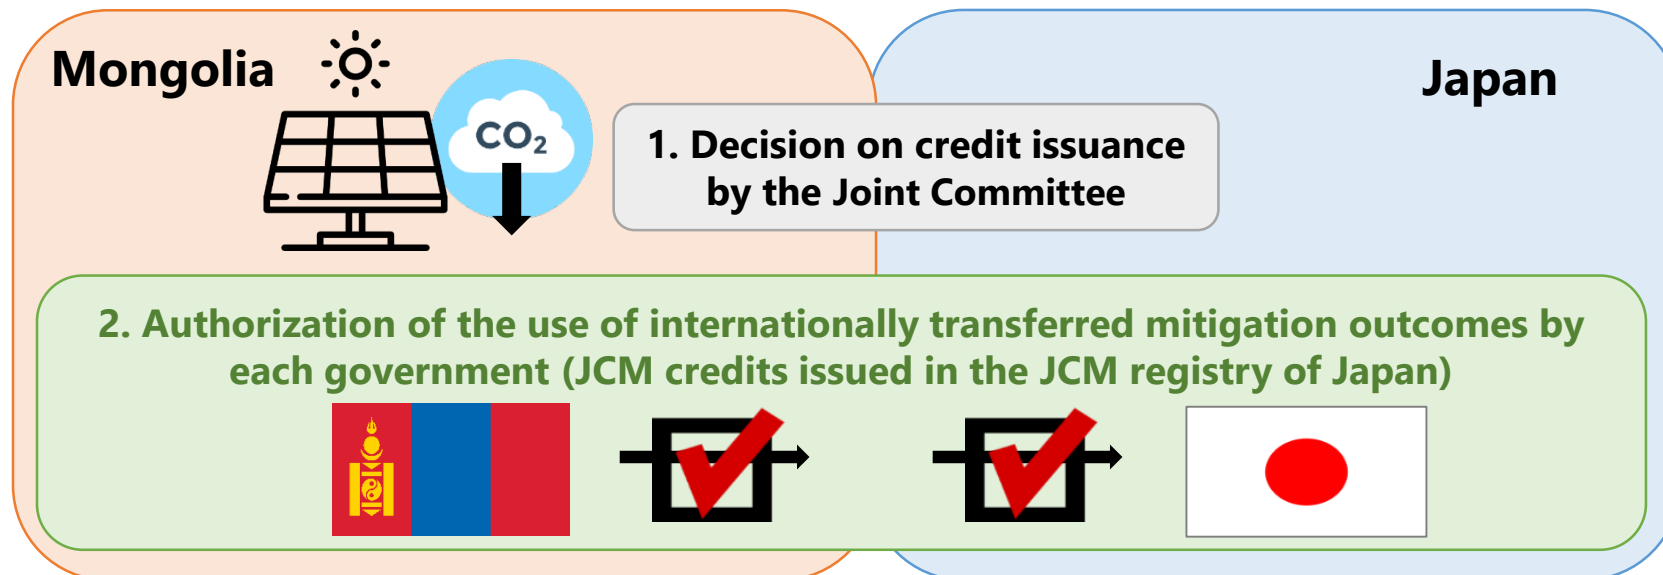 Mongolia
Japan
CO₂
1. Decision on credit issuance
by the Joint Committee
2. Authorization of the use of internationally transferred mitigation outcomes by
each government (JCM credits issued in the JCM registry of Japan)